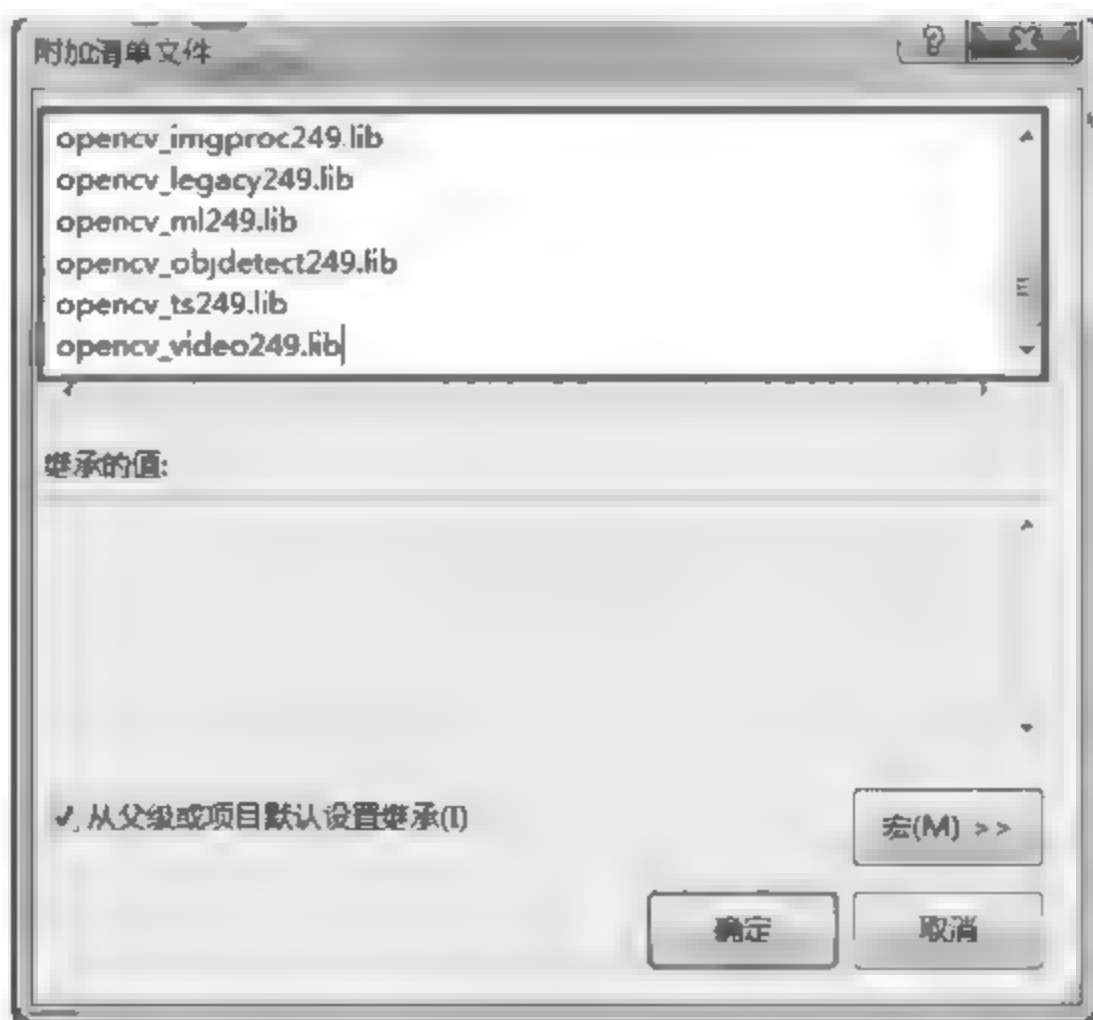 附加清单文件
opencv_imgproc249.lib
opencv_legacy249.lib
opencv_ml249.lib
opencv_objdetect249.lib
opencv_ts249.lib
opencv_video249.lib
继承的值:
从父级或项目默认设置继承(I)
宏(M) >>
确定
取消